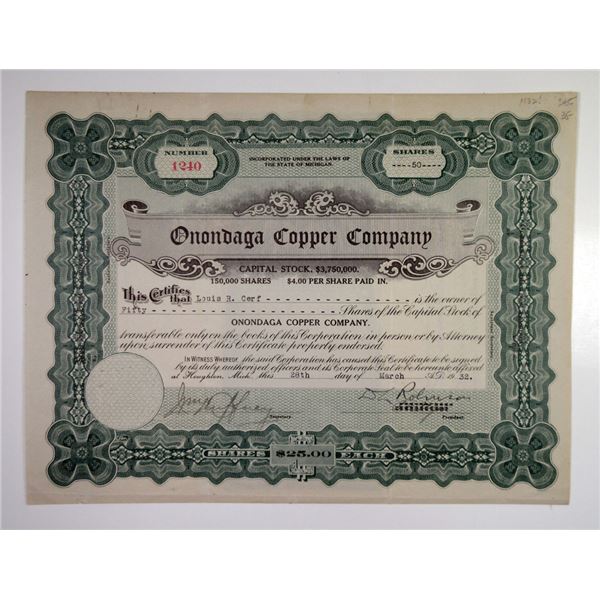 NUMBER
1240
INCORPORATED UNDER THE LAWS OF
THE STATE OF MICHIGAN.
SHARES
----50----
Onondaga Copper Company
CAPITAL STOCK, $3,750,000.
150,000 SHARES $4.00 PER SHARE PAID IN.
This Certifies that Louis R. Cerf - - - - - - - - - - - - - - is the owner of
Fifty - - - - - - - - - - - - - - - - - - - - Shares of the Capital Stock of
ONONDAGA COPPER COMPANY.
transferable only on the books of this Corporation in person or by Attorney
upon surrender of this Certificate properly endorsed.
IN WITNESS WHEREOF, the said Corporation has caused this Certificate to be signed
by its duly authorized officers and its Corporate Seal to be hereunto affixed
at Houghton, Mich., this 28th day of March A.D. 1932.
Secretary.
D L Robinson
President.
SHARES $25.00 EACH